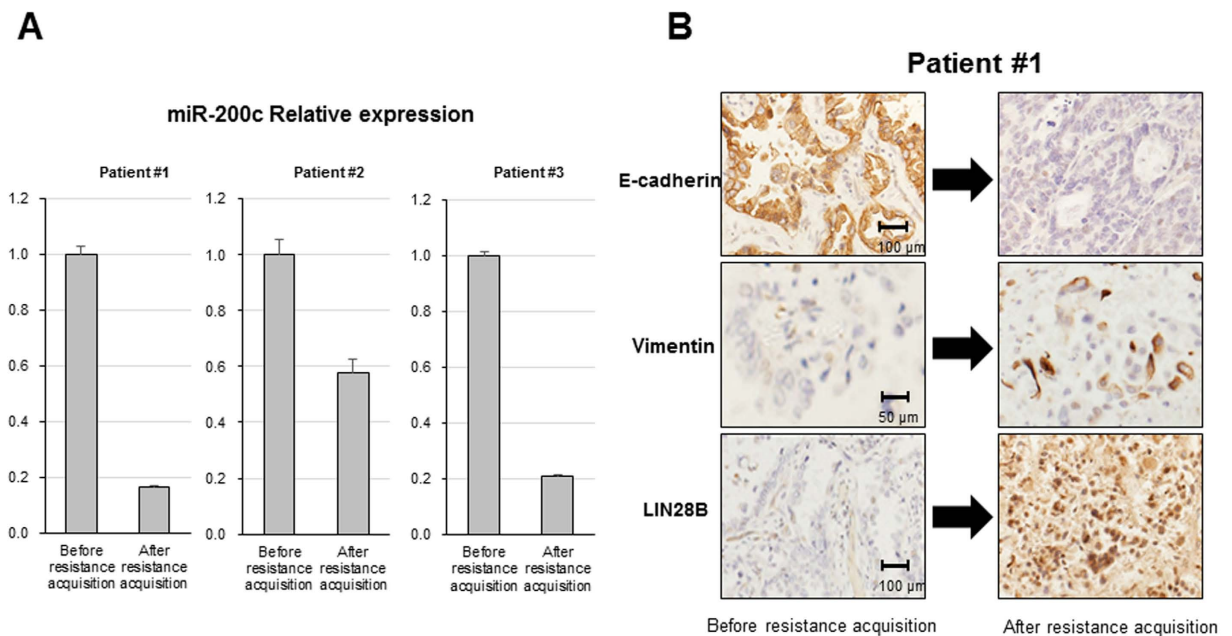 A
miR-200c Relative expression
Patient #1
1.2
1.0
0.8
0.6
0.4
0.2
0.0
Before
resistance
acquisition
After
resistance
acquisition
Patient #2
1.2
1.0
0.8
0.6
0.4
0.2
0.0
Before
resistance
acquisition
After
resistance
acquisition
Patient #3
1.2
1.0
0.8
0.6
0.4
0.2
0.0
Before
resistance
acquisition
After
resistance
acquisition
B
Patient #1
E-cadherin
100 µm
Vimentin
50 µm
LIN28B
100 µm
Before resistance acquisition
After resistance acquisition